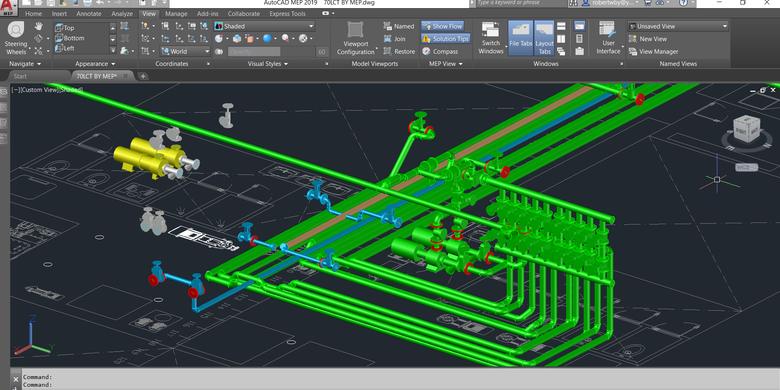 AutoCAD MEP 2019 70LCT BY MEP.dwg
Type a keyword or phrase
robertwby@y...
Home Insert Annotate Analyze View Manage Output Add-ins Collaborate Express Tools
Steering Wheels
Top
Bottom
Left
World
Shaded
Opacity
Viewport Configuration
Named
Join
Restore
Show Flow
Solution Tips
Compass
Switch Windows
File Tabs
Layout Tabs
User Interface
Unsaved View
New View
View Manager
Navigate
Appearance
Coordinates
Visual Styles
Model Viewports
MEP View
Windows
Named Views
Start
70LCT BY MEP*
[−][Custom View][Shaded]
WCS
Z
X
Y
Command:
Command: